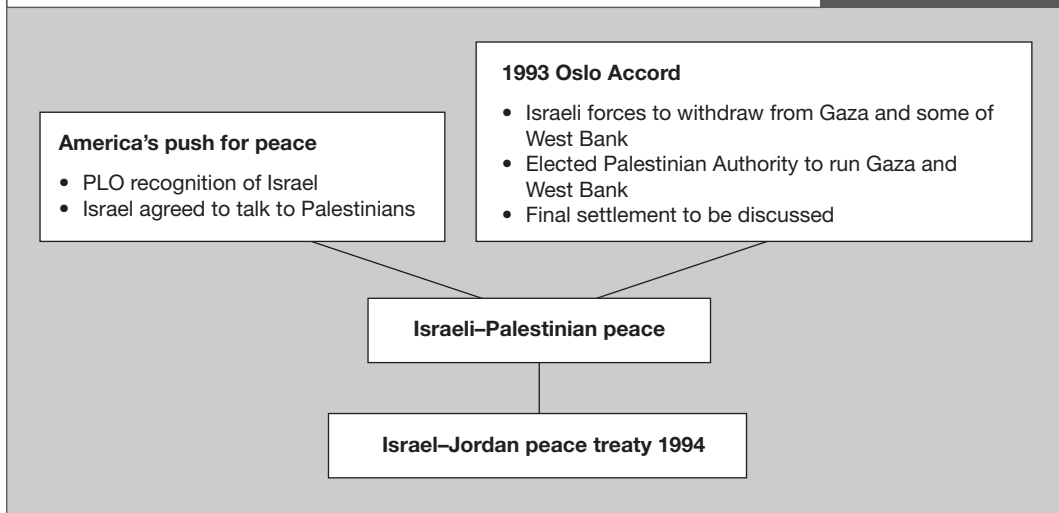 America's push for peace
• PLO recognition of Israel
• Israel agreed to talk to Palestinians
1993 Oslo Accord
• Israeli forces to withdraw from Gaza and some of
West Bank
• Elected Palestinian Authority to run Gaza and
West Bank
• Final settlement to be discussed
Israeli–Palestinian peace
Israel–Jordan peace treaty 1994